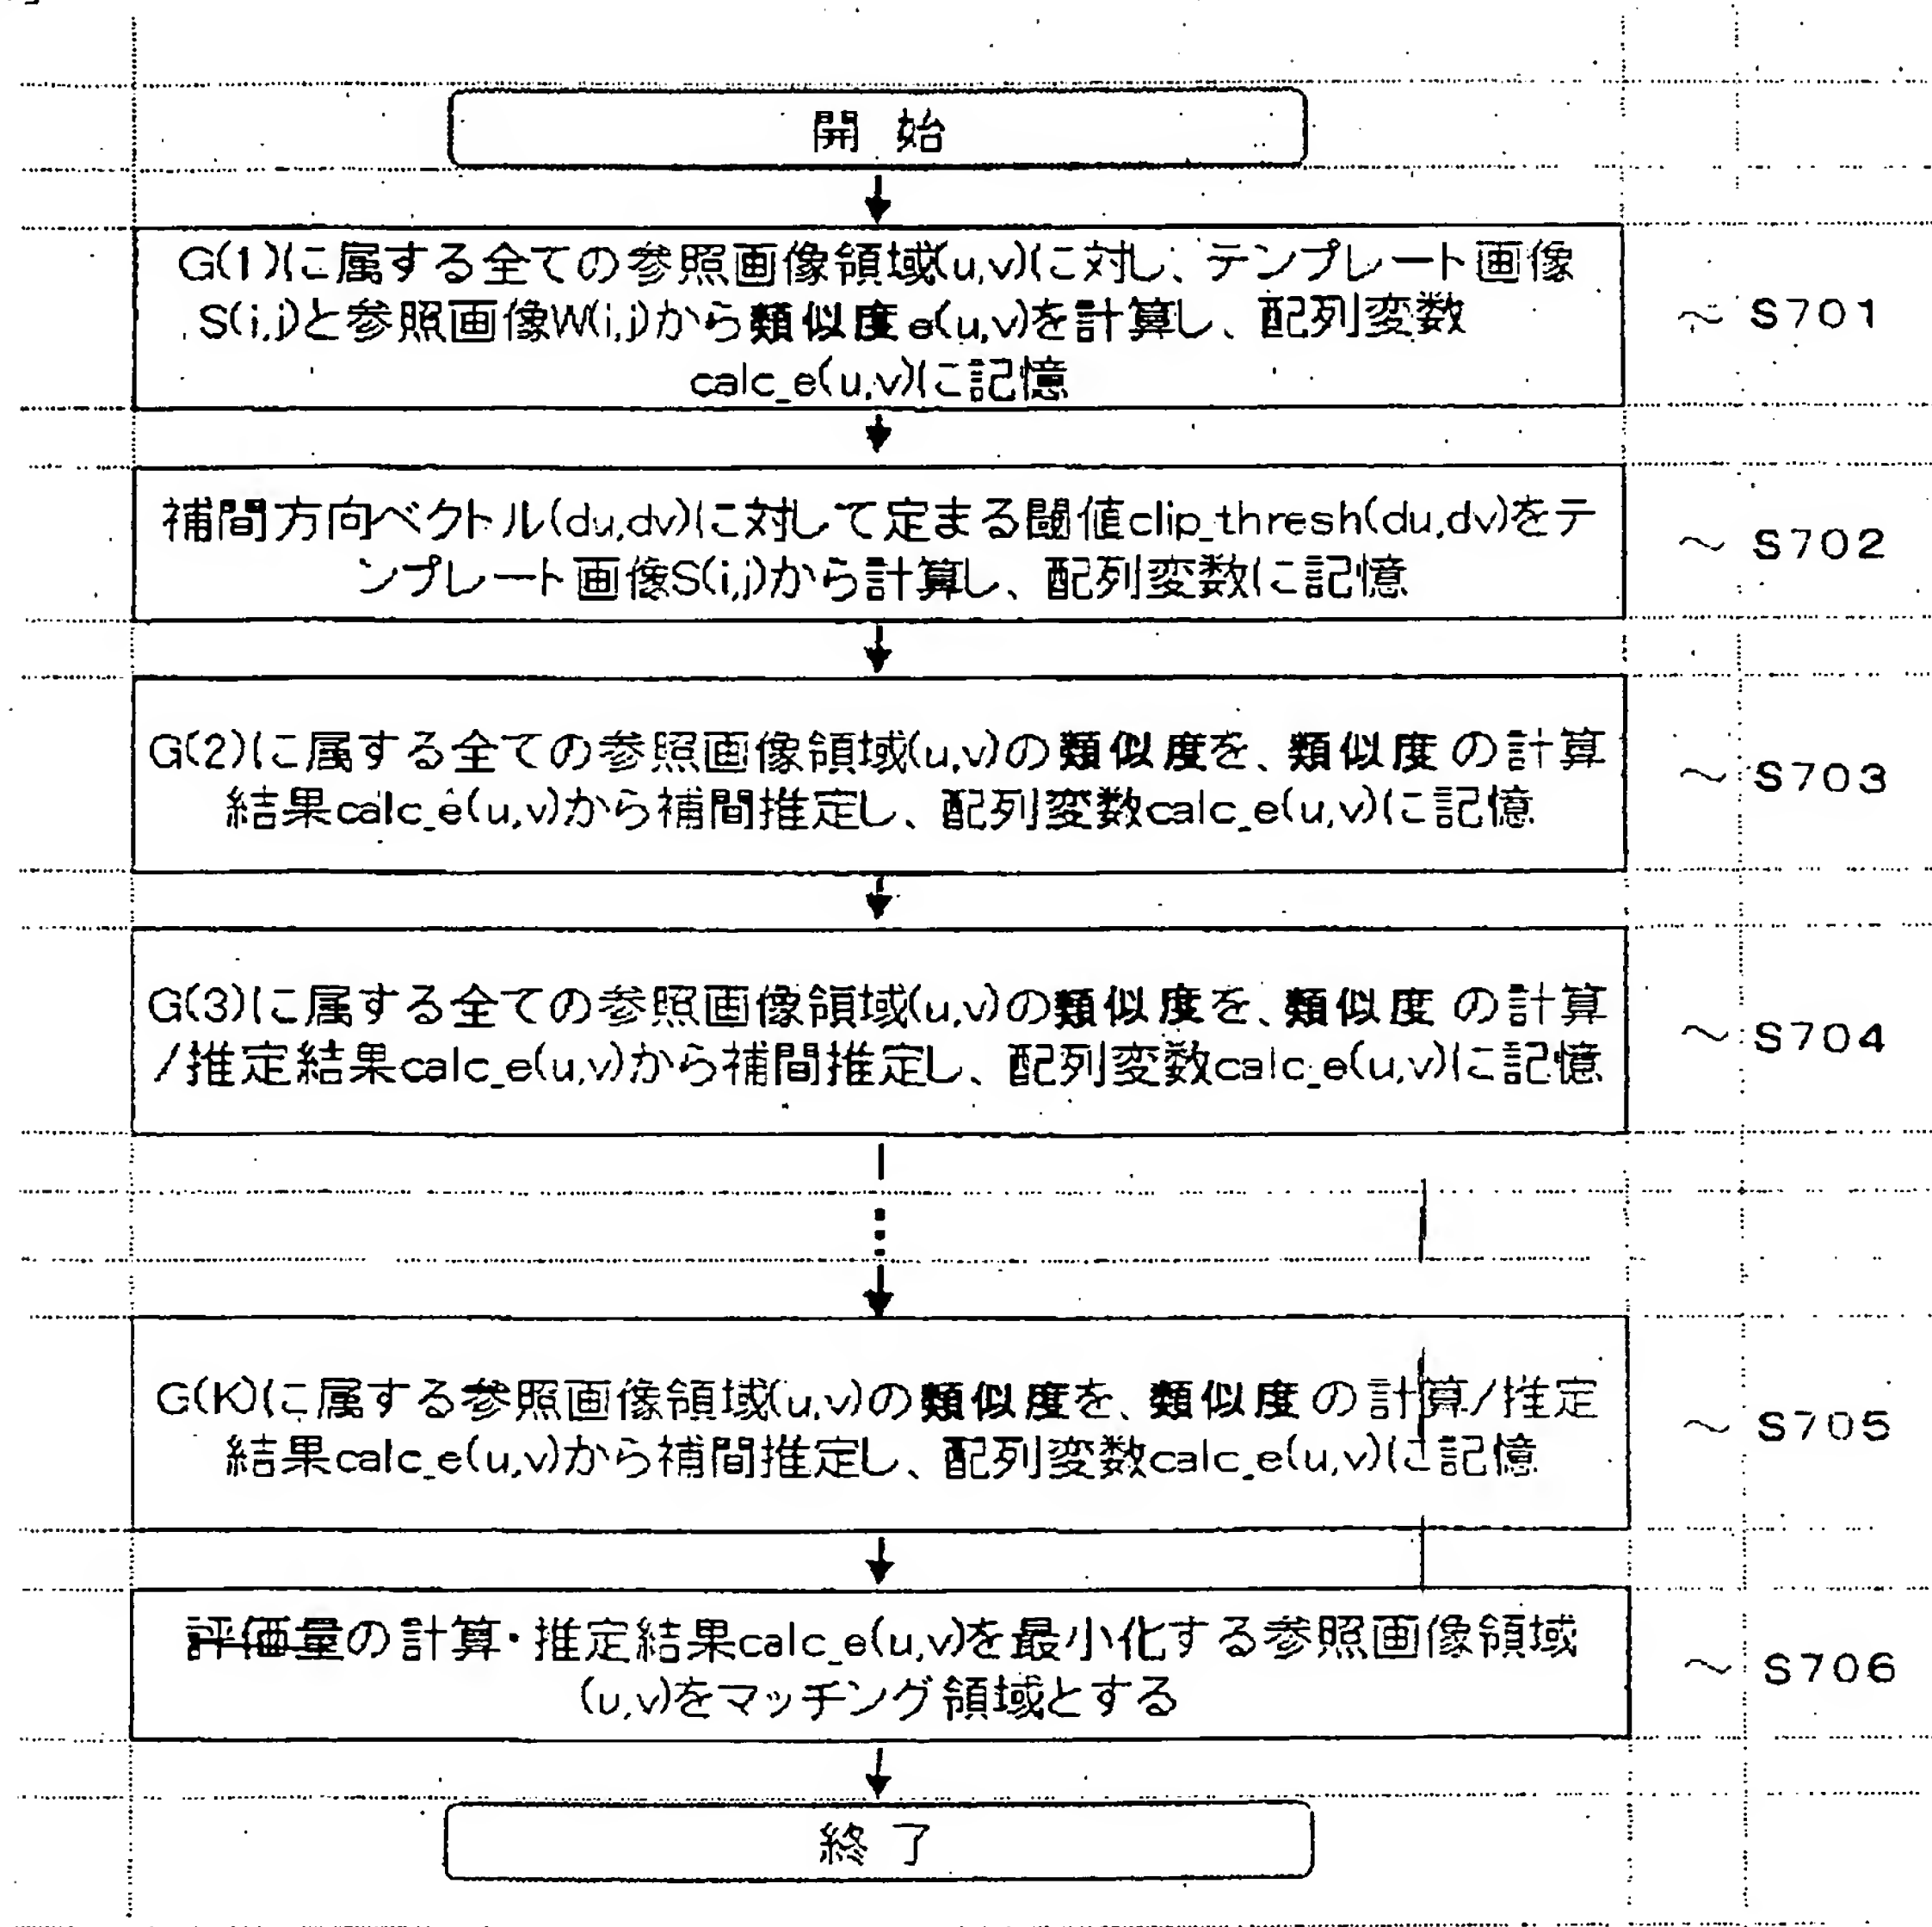 開 始
G(1)に属する全ての参照画像領域(u,v)に対し、テンプレート画像
S(i,j)と参照画像W(i,j)から類似度e(u,v)を計算し、配列変数
calc_e(u,v)に記憶
~ S701
補間方向ベクトル(du,dv)に対して定まる閾値clip_thresh(du,dv)をテ
ンプレート画像S(i,j)から計算し、配列変数に記憶
~ S702
G(2)に属する全ての参照画像領域(u,v)の類似度を、類似度の計算
結果calc_e(u,v)から補間推定し、配列変数calc_e(u,v)に記憶
~ S703
G(3)に属する全ての参照画像領域(u,v)の類似度を、類似度の計算
/推定結果calc_e(u,v)から補間推定し、配列変数calc_e(u,v)に記憶
~ S704
G(K)に属する参照画像領域(u,v)の類似度を、類似度の計算/推定
結果calc_e(u,v)から補間推定し、配列変数calc_e(u,v)に記憶
~ S705
評価量の計算・推定結果calc_e(u,v)を最小化する参照画像領域
(u,v)をマッチング領域とする
~ S706
終 了